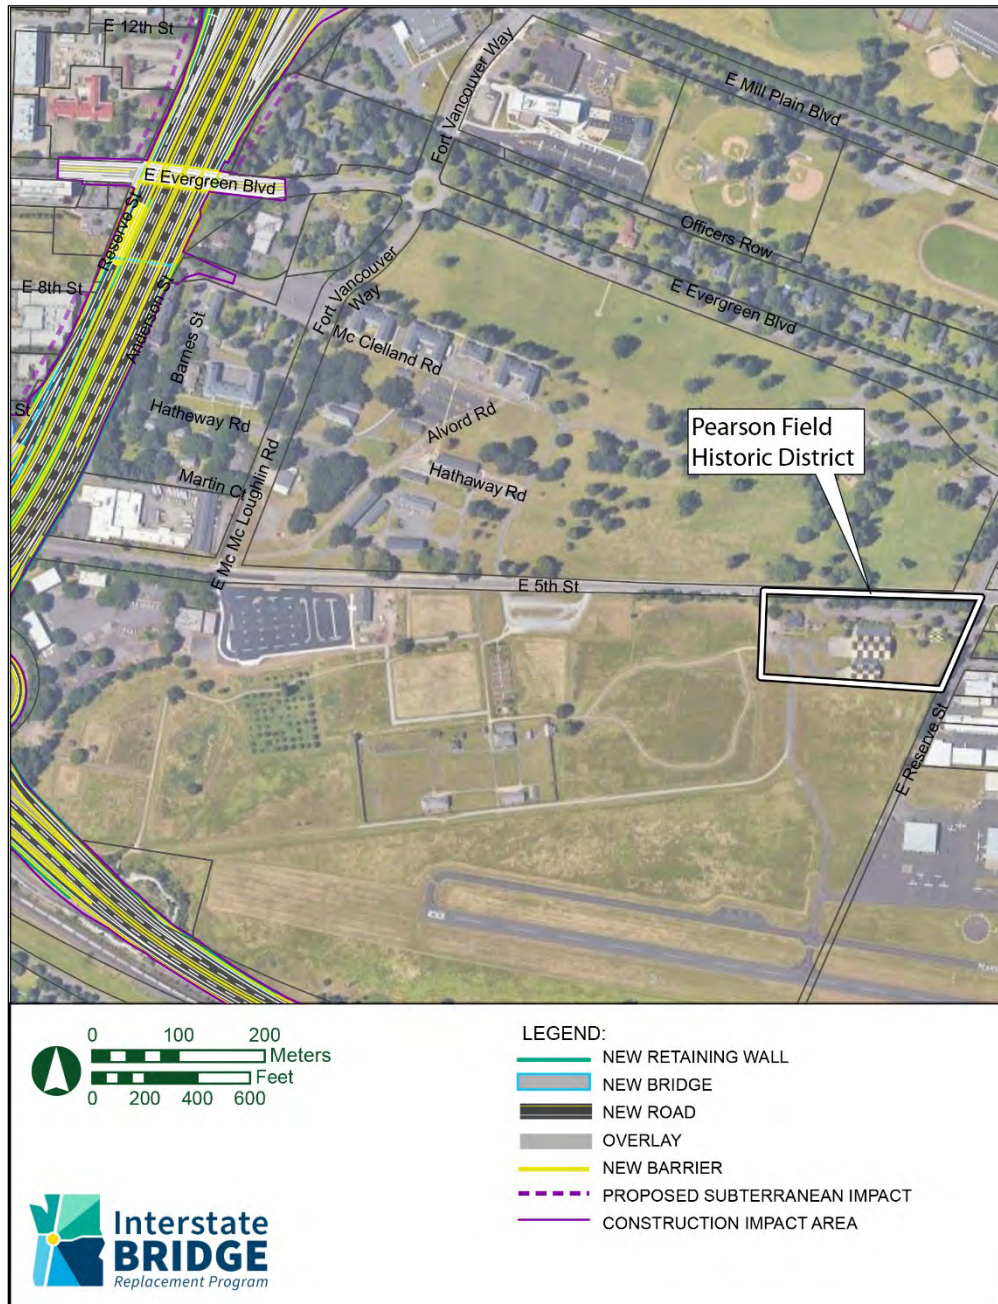 E 12th St
Fort Vancouver Way
E Mill Plain Blvd
E Evergreen Blvd
Reserve St
Officers Row
E 8th St
Anderson St
Fort Vancouver
Way
E Evergreen Blvd
Barnes St
Mc Clelland Rd
St
Hatheway Rd
Alvord Rd
Pearson Field
Historic District
Martin Ct
Hathaway Rd
E Mc Mc Loughlin Rd
E 5th St
E Reserve St
LEGEND:
0 100 200
Meters
Feet
0 200 400 600
NEW RETAINING WALL
NEW BRIDGE
NEW ROAD
OVERLAY
NEW BARRIER
PROPOSED SUBTERRANEAN IMPACT
CONSTRUCTION IMPACT AREA
Interstate
BRIDGE
Replacement Program